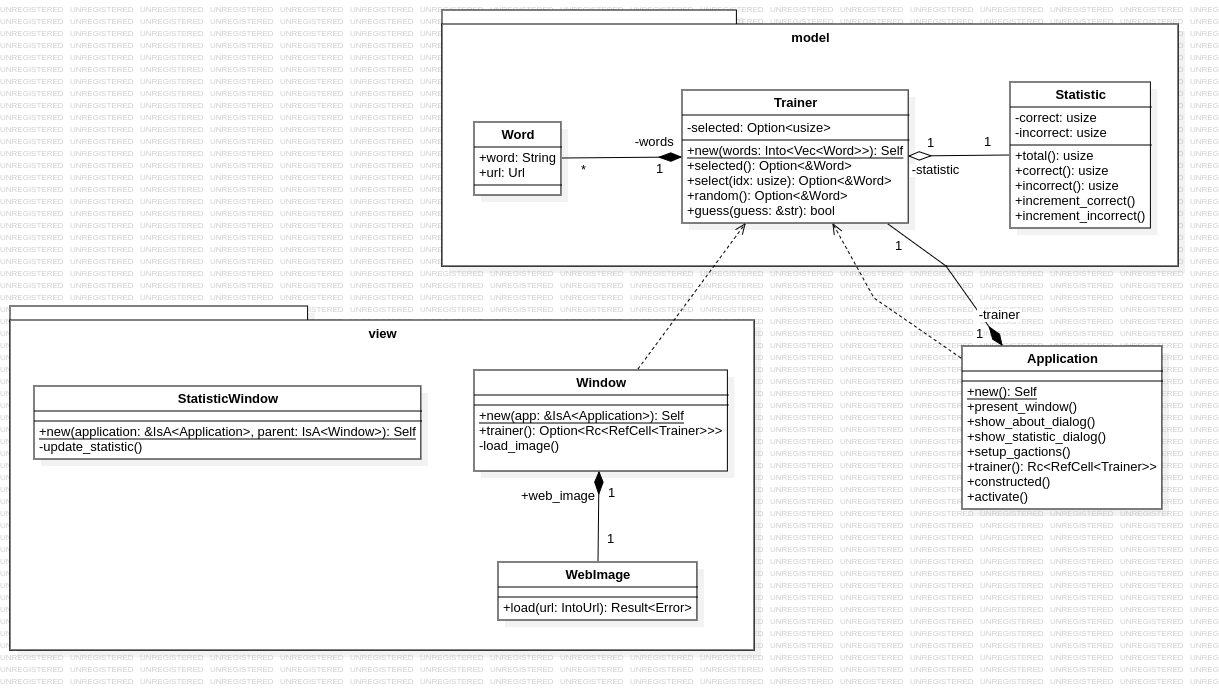 model
Word
+word: String
+url: Url
-words
*
1
Trainer
-selected: Option<usize>
+new(words: Into<Vec<Word>>): Self
+selected(): Option<&Word>
+select(idx: usize): Option<&Word>
+random(): Option<&Word>
+guess(guess: &str): bool
1
1
-statistic
Statistic
-correct: usize
-incorrect: usize
+total(): usize
+correct(): usize
+incorrect(): usize
+increment_correct()
+increment_incorrect()
1
-trainer
1
Application
+new(): Self
+present_window()
+show_about_dialog()
+show_statistic_dialog()
+setup_gactions()
+trainer(): Rc<RefCell<Trainer>>
+constructed()
+activate()
view
StatisticWindow
+new(application: &IsA<Application>, parent: IsA<Window>): Self
-update_statistic()
Window
+new(app: &IsA<Application>): Self
+trainer(): Option<Rc<RefCell<Trainer>>>
-load_image()
+web_image
1
1
WebImage
+load(url: IntoUrl): Result<Error>
UNREGISTERED